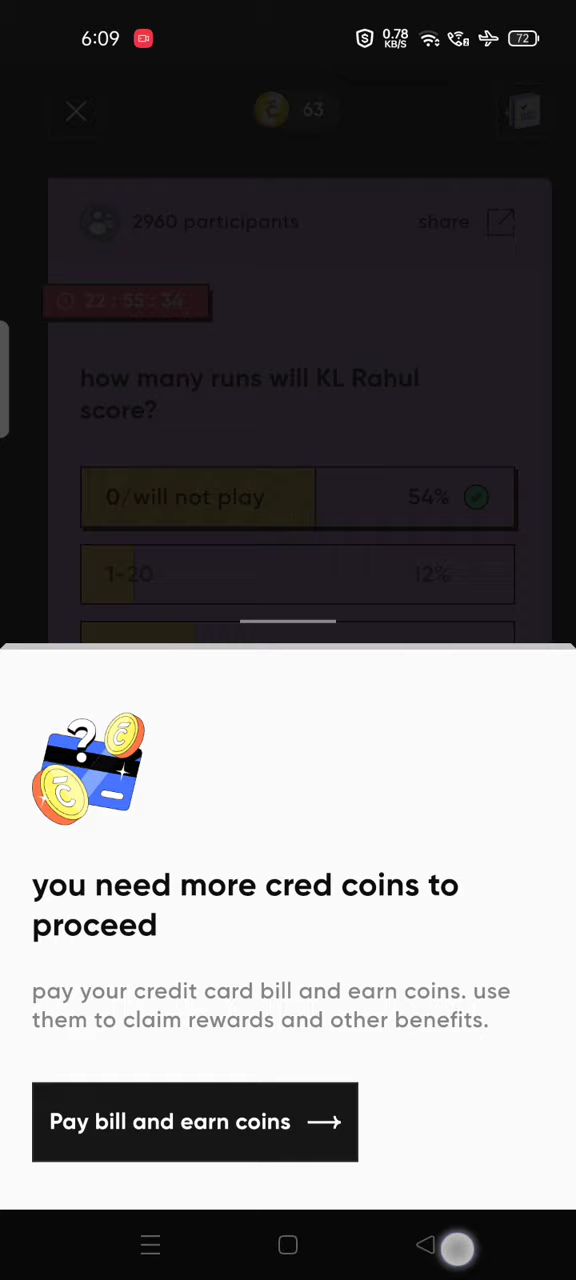 6:09
0.78
KB/S
72
63
2960 participants
share
22 : 55 : 34
how many runs will KL Rahul
score?
0/will not play 54%
1-20 12%
you need more cred coins to
proceed
pay your credit card bill and earn coins. use
them to claim rewards and other benefits.
Pay bill and earn coins →